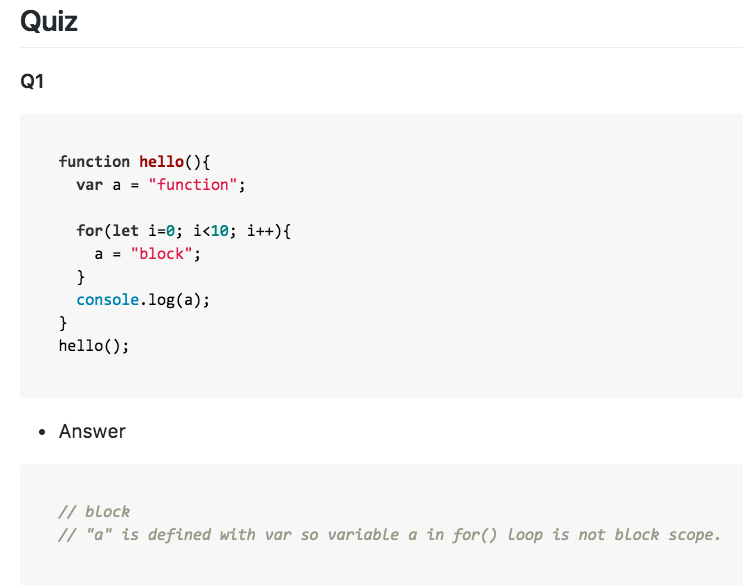 Quiz
Q1
function hello(){
  var a = "function";
  for(let i=0; i<10; i++){
    a = "block";
  }
  console.log(a);
}
hello();
• Answer
// block
// "a" is defined with var so variable a in for() loop is not block scope.